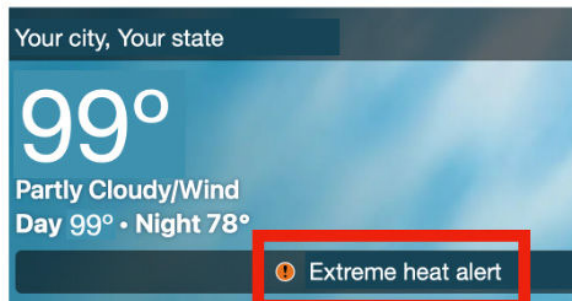 Your city, Your state
99°
Partly Cloudy/Wind
Day 99° • Night 78°
Extreme heat alert